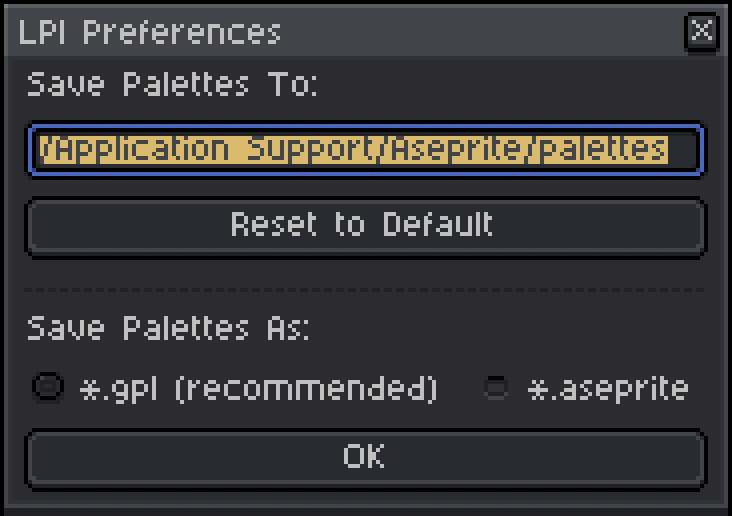 LPI Preferences
Save Palettes To:
/Application Support/Aseprite/palettes
Reset to Default
Save Palettes As:
*.gpl (recommended) *.aseprite
OK